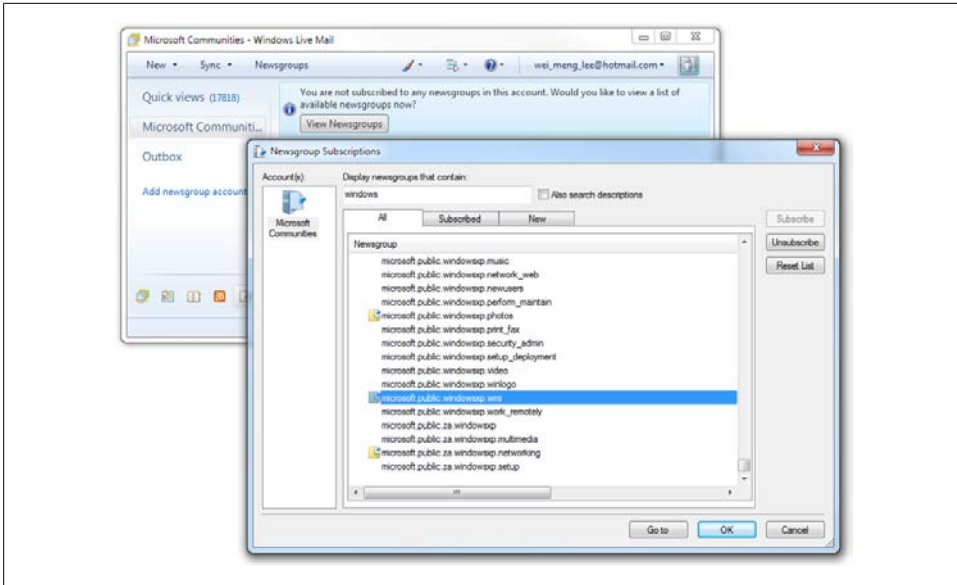 Microsoft Communities - Windows Live Mail
New Sync Newsgroups wei_meng_lee@hotmail.com
Quick views (17818)
Microsoft Communiti...
Outbox
Add newsgroup account
You are not subscribed to any newsgroups in this account. Would you like to view a list of
available newsgroups now?
View Newsgroups
Newsgroup Subscriptions
Account(s):
Microsoft
Communities
Display newsgroups that contain:
windows
Also search descriptions
All Subscribed New
Newsgroup
microsoft.public.windowsxp.music
microsoft.public.windowsxp.network_web
microsoft.public.windowsxp.newusers
microsoft.public.windowsxp.perform_maintain
microsoft.public.windowsxp.photos
microsoft.public.windowsxp.print_fax
microsoft.public.windowsxp.security_admin
microsoft.public.windowsxp.setup_deployment
microsoft.public.windowsxp.video
microsoft.public.windowsxp.winlogo
microsoft.public.windowsxp.wmi
microsoft.public.windowsxp.work_remotely
microsoft.public.za.windowsxp
microsoft.public.za.windowsxp.multimedia
microsoft.public.za.windowsxp.networking
microsoft.public.za.windowsxp.setup
Subscribe
Unsubscribe
Reset List
Go to OK Cancel